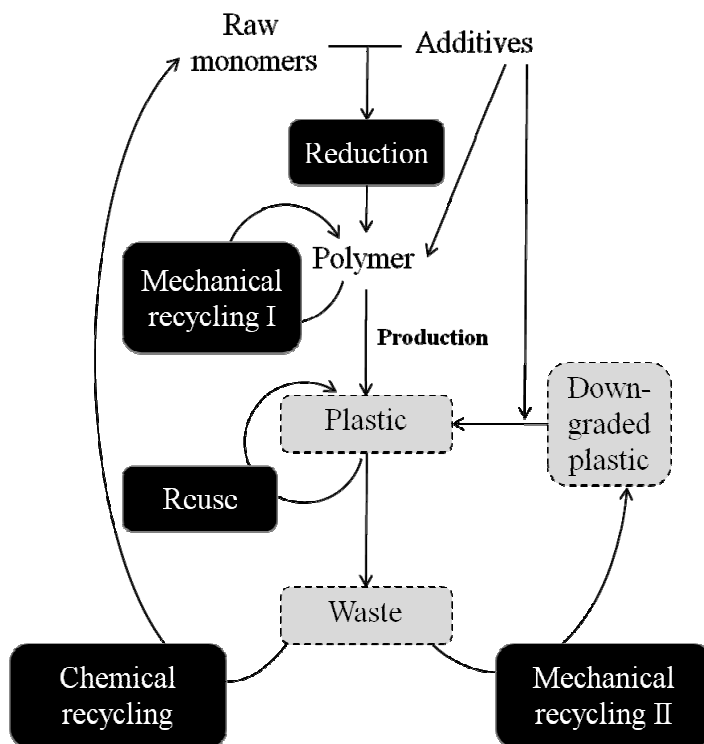 Raw
monomers
Additives
Reduction
Polymer
Mechanical
recycling I
Production
Plastic
Down-
graded
plastic
Reuse
Waste
Chemical
recycling
Mechanical
recycling II